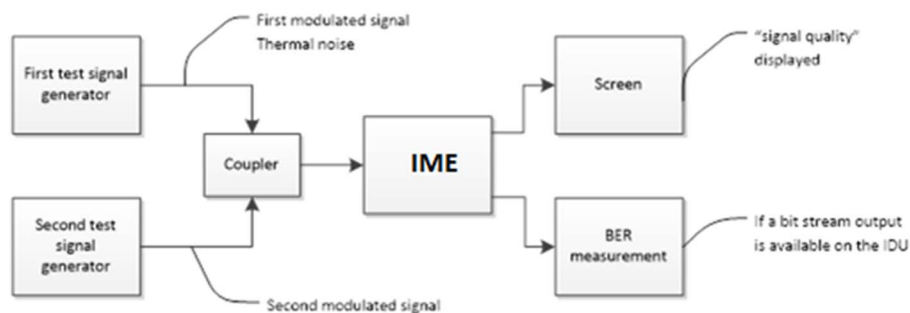 First modulated signal
Thermal noise
First test signal
generator
Screen
"signal quality"
displayed
Coupler
IME
Second test
signal
generator
Second modulated signal
BER
measurement
If a bit stream output
is available on the IDU